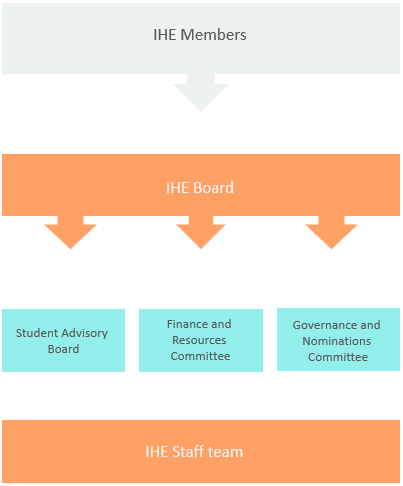 IHE Members
IHE Board
Student Advisory
Board
Finance and
Resources
Committee
Governance and
Nominations
Committee
IHE Staff team